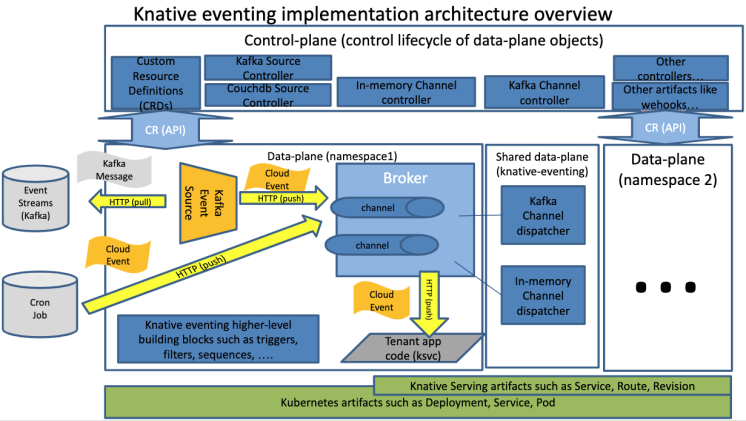 Knative eventing implementation architecture overview
Control-plane (control lifecycle of data-plane objects)
Custom
Resource
Definitions
(CRDs)
Kafka Source
Controller
Couchdb Source
Controller
In-memory Channel
controller
Kafka Channel
controller
Other
controllers…
Other artifacts like
wehooks…
CR (API)
CR (API)
Data-plane (namespace1)
Shared data-plane
(knative-eventing)
Data-plane
(namespace 2)
Kafka
Message
Event
Streams
(Kafka)
HTTP (pull)
Kafka
Event
Source
Cloud
Event
HTTP (push)
Broker
channel
channel
Kafka
Channel
dispatcher
In-memory
Channel
dispatcher
Cloud
Event
HTTP (push)
Cron
Job
Cloud
Event
HTTP (push)
Knative eventing higher-level
building blocks such as triggers,
filters, sequences, ….
Tenant app
code (ksvc)
Knative Serving artifacts such as Service, Route, Revision
Kubernetes artifacts such as Deployment, Service, Pod